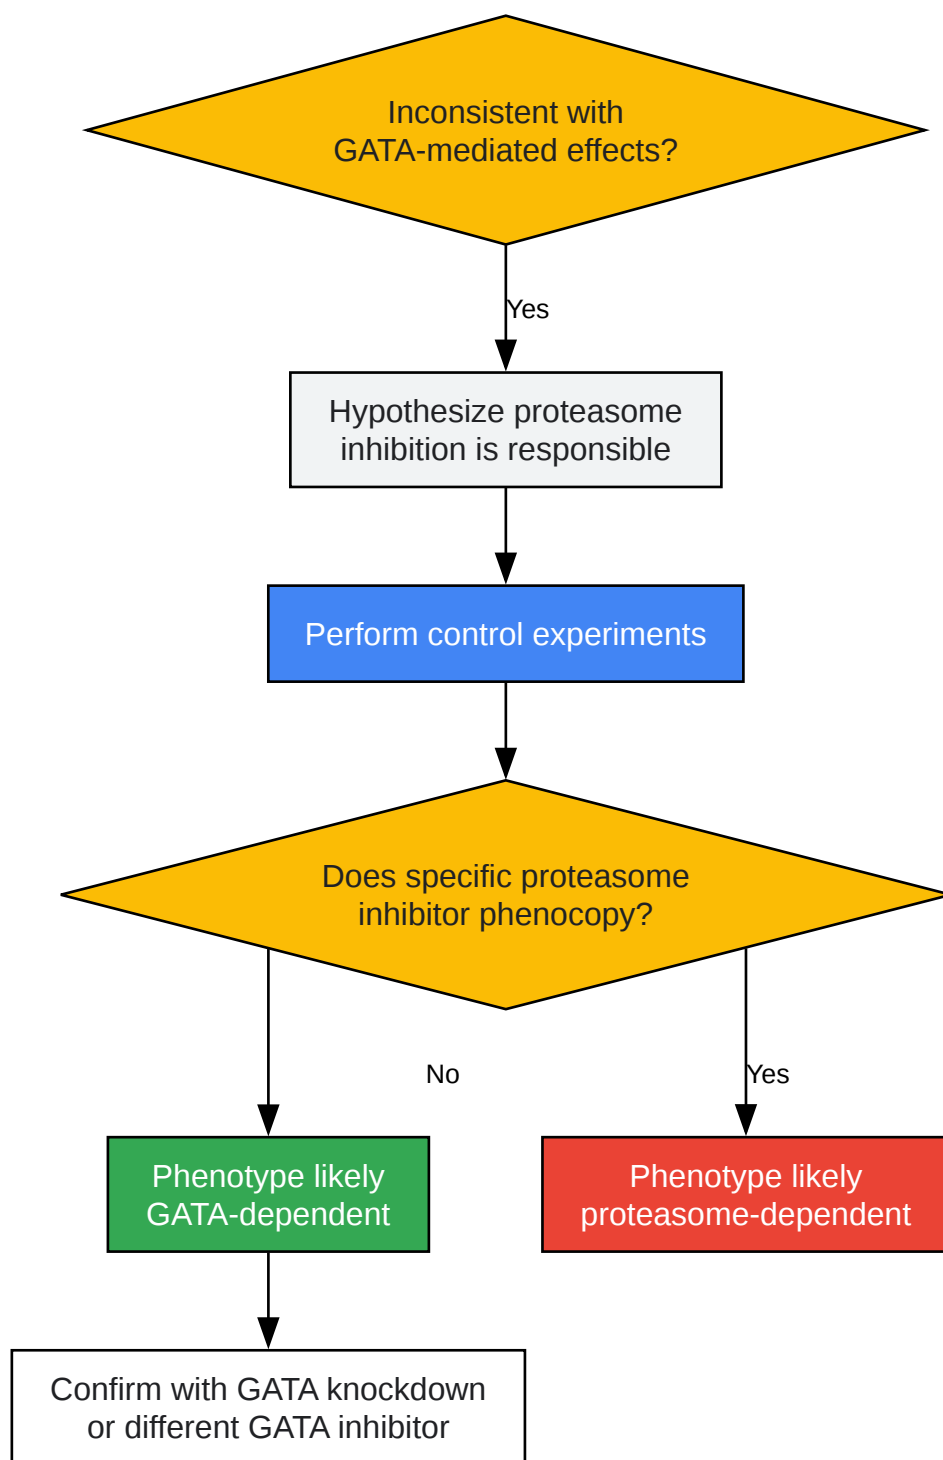 Inconsistent with
GATA-mediated effects?
Yes
Hypothesize proteasome
inhibition is responsible
Perform control experiments
Does specific proteasome
inhibitor phenocopy?
No
Yes
Phenotype likely
GATA-dependent
Phenotype likely
proteasome-dependent
Confirm with GATA knockdown
or different GATA inhibitor